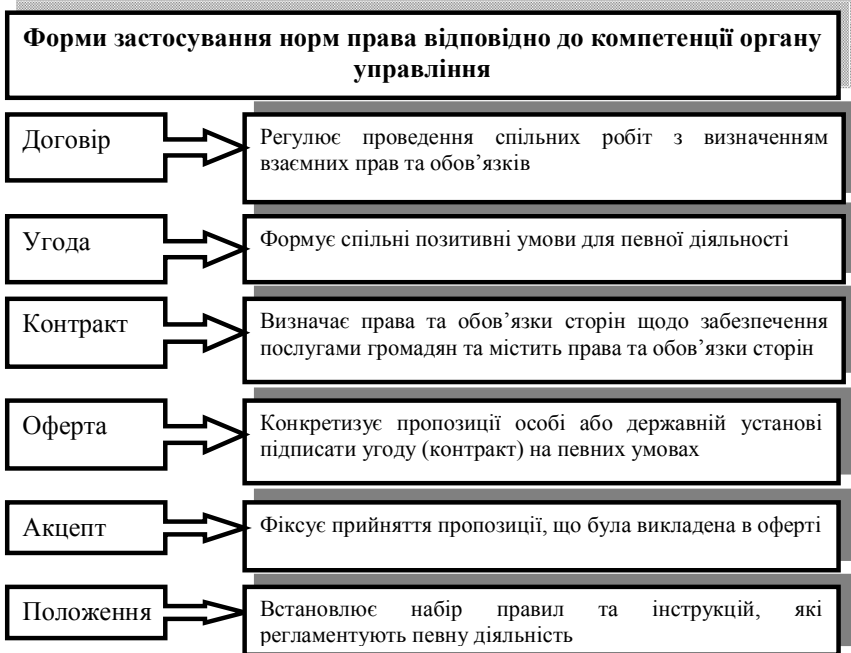 Форми застосування норм права відповідно до компетенції органу
управління
Договір
Регулює проведення спільних робіт з визначенням
взаємних прав та обов’язків
Угода
Формує спільні позитивні умови для певної діяльності
Контракт
Визначає права та обов’язки сторін щодо забезпечення
послугами громадян та містить права та обов’язки сторін
Оферта
Конкретизує пропозиції особі або державній установі
підписати угоду (контракт) на певних умовах
Акцепт
Фіксує прийняття пропозиції, що була викладена в оферті
Положення
Встановлює набір правил та інструкцій, які
регламентують певну діяльність